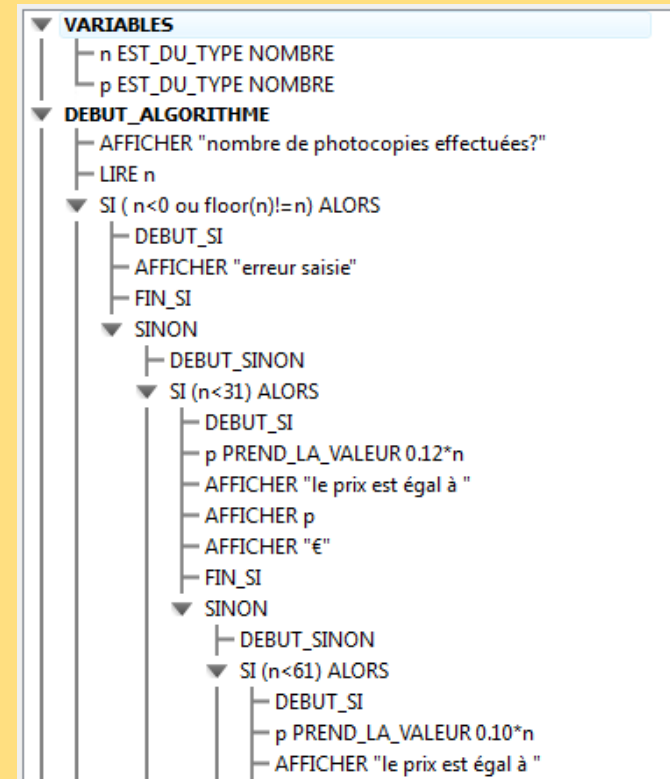 VARIABLES
n EST_DU_TYPE NOMBRE
p EST_DU_TYPE NOMBRE
DEBUT_ALGORITHME
AFFICHER "nombre de photocopies effectuées?"
LIRE n
SI ( n<0 ou floor(n)!=n) ALORS
DEBUT_SI
AFFICHER "erreur saisie"
FIN_SI
SINON
DEBUT_SINON
SI (n<31) ALORS
DEBUT_SI
p PREND_LA_VALEUR 0.12*n
AFFICHER "le prix est égal à "
AFFICHER p
AFFICHER "€"
FIN_SI
SINON
DEBUT_SINON
SI (n<61) ALORS
DEBUT_SI
p PREND_LA_VALEUR 0.10*n
AFFICHER "le prix est égal à "